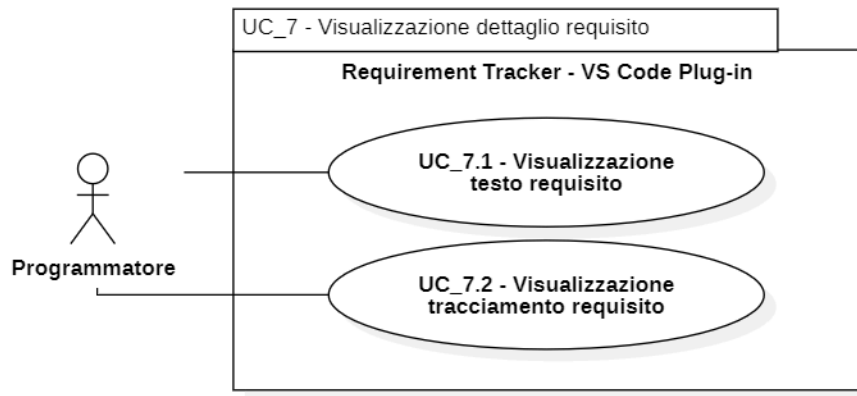 UC_7 - Visualizzazione dettaglio requisito
Requirement Tracker - VS Code Plug-in
UC_7.1 - Visualizzazione
testo requisito
Programmatore
UC_7.2 - Visualizzazione
tracciamento requisito